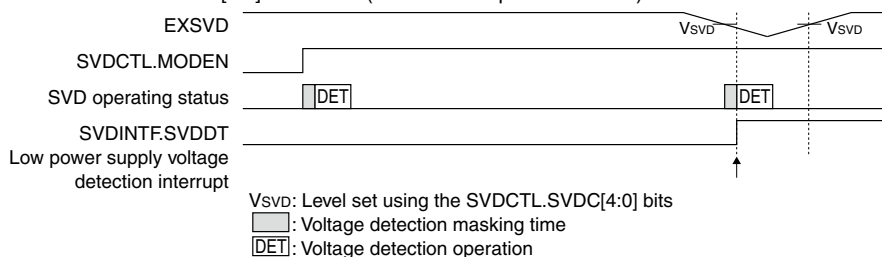 EXSVD
VSVD
VSVD
SVDCTL.MODEN
SVD operating status
DET
DET
SVDINTF.SVDDT
Low power supply voltage
detection interrupt
VSVD: Level set using the SVDCTL.SVDC[4:0] bits
: Voltage detection masking time
DET: Voltage detection operation